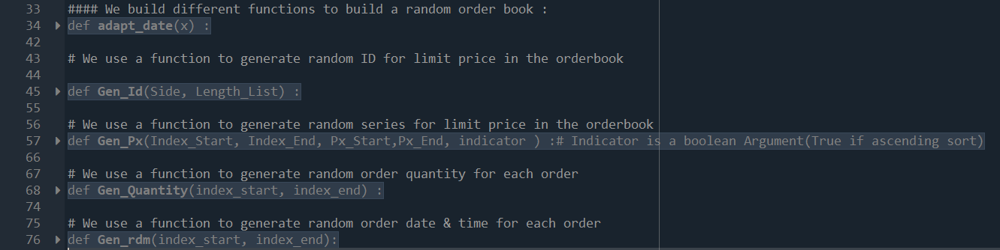 33 #### We build different functions to build a random order book :
34 def adapt_date(x) :
42
43 # We use a function to generate random ID for limit price in the orderbook
44
45 def Gen_Id(Side, Length_List) :
55
56 # We use a function to generate random series for limit price in the orderbook
57 def Gen_Px(Index_Start, Index_End, Px_Start,Px_End, indicator ) :# Indicator is a boolean Argument(True if ascending sort)
66
67 # We use a function to generate random order quantity for each order
68 def Gen_Quantity(index_start, index_end) :
74
75 # We use a function to generate random order date & time for each order
76 def Gen_rdm(index_start, index_end):